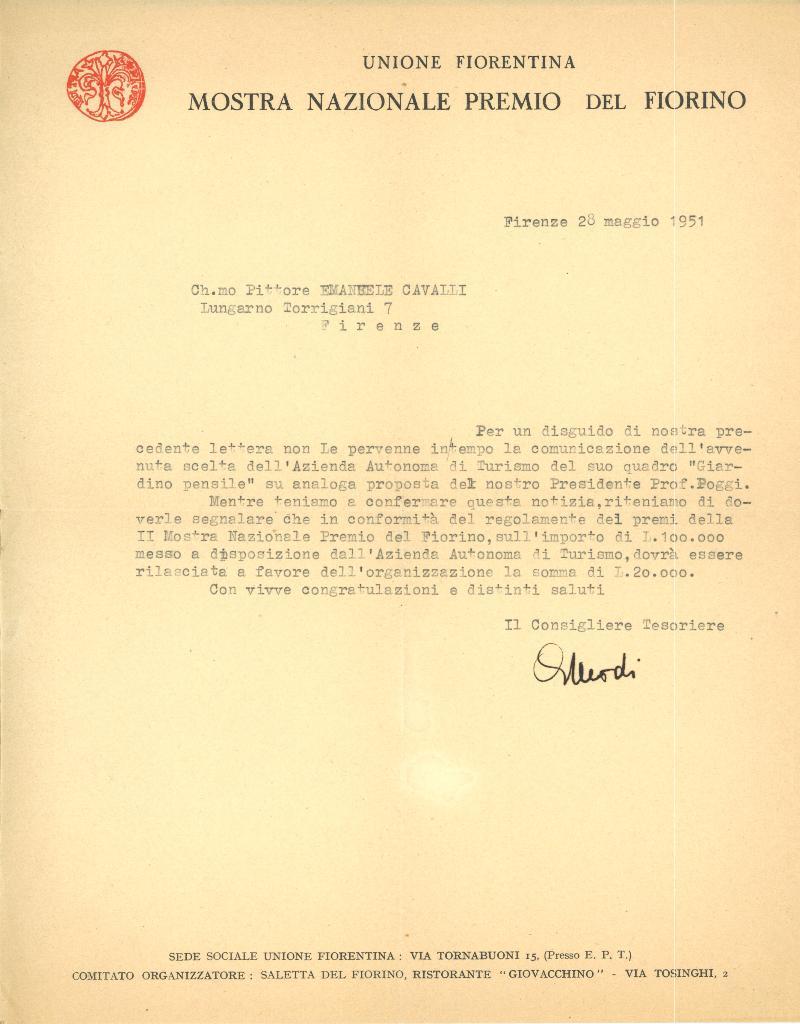 UNIONE FIORENTINA
MOSTRA NAZIONALE PREMIO DEL FIORINO
Firenze 28 maggio 1951
Ch.mo Pittore EMANUELE CAVALLI
Lungarno Torrigiani 7
F i r e n z e
Per un disguido di nostra pre-
cedente lettera non Le pervenne in tempo la comunicazione dell'avve-
nuta scelta dell'Azienda Autonoma di Turismo del suo quadro "Giar-
dino pensile" su analoga proposta del nostro Presidente Prof.Poggi.
Mentre teniamo a confermare questa notizia,riteniamo di do-
verle segnalare che in conformità del regolamente dei premi della
II Mostra Nazionale Premio del Fiorino,sull'importo di L.100.000
messo a disposizione dall'Azienda Autonoma di Turismo,dovrà essere
rilasciata a favore dell'organizzazione la somma di L.20.000.
Con vivve congratulazioni e distinti saluti
Il Consigliere Tesoriere
SEDE SOCIALE UNIONE FIORENTINA : VIA TORNABUONI 15, (Presso E. P. T.)
COMITATO ORGANIZZATORE : SALETTA DEL FIORINO, RISTORANTE "GIOVACCHINO" - VIA TOSINGHI, 2